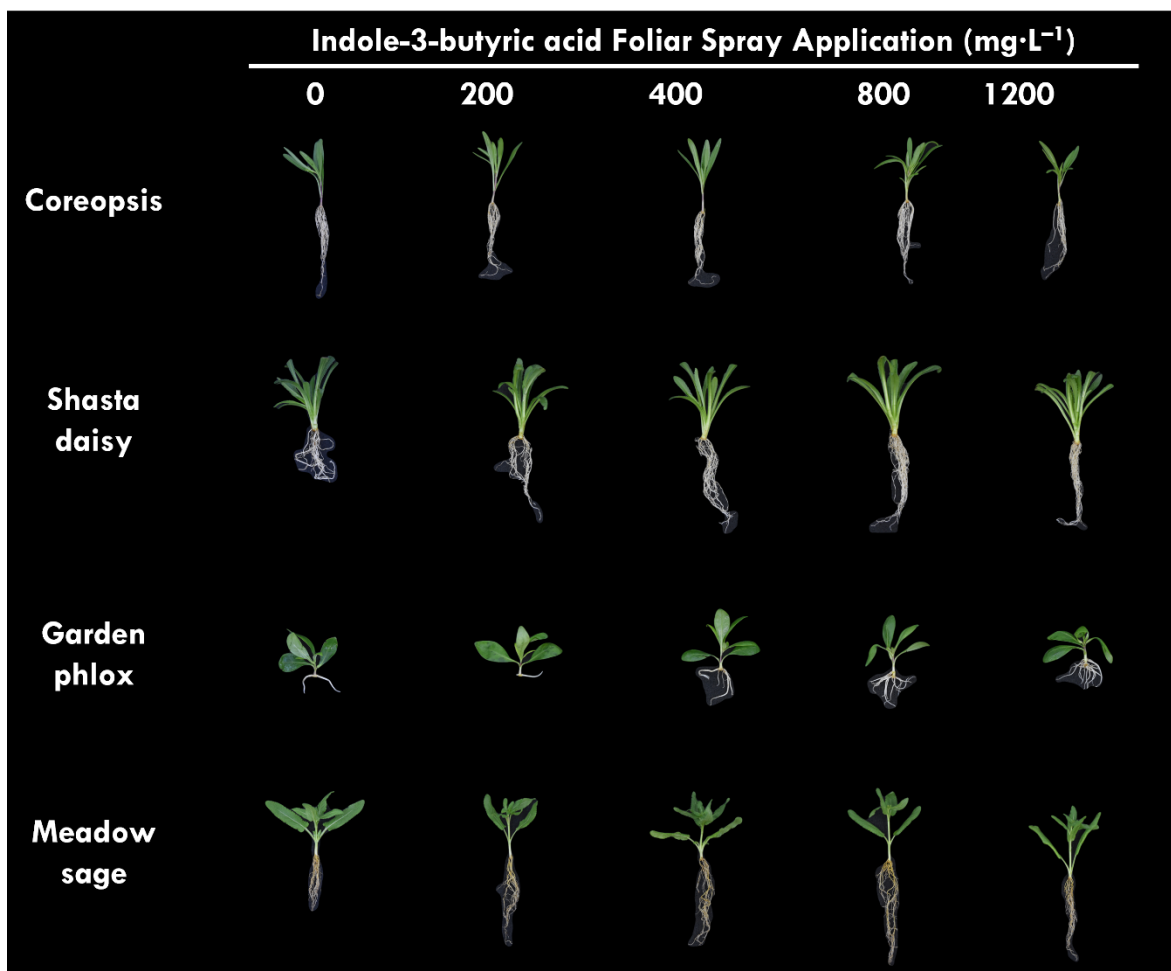 Indole-3-butyric acid Foliar Spray Application (mg·L⁻¹)
0 200 400 800 1200
Coreopsis
Shasta
daisy
Garden
phlox
Meadow
sage